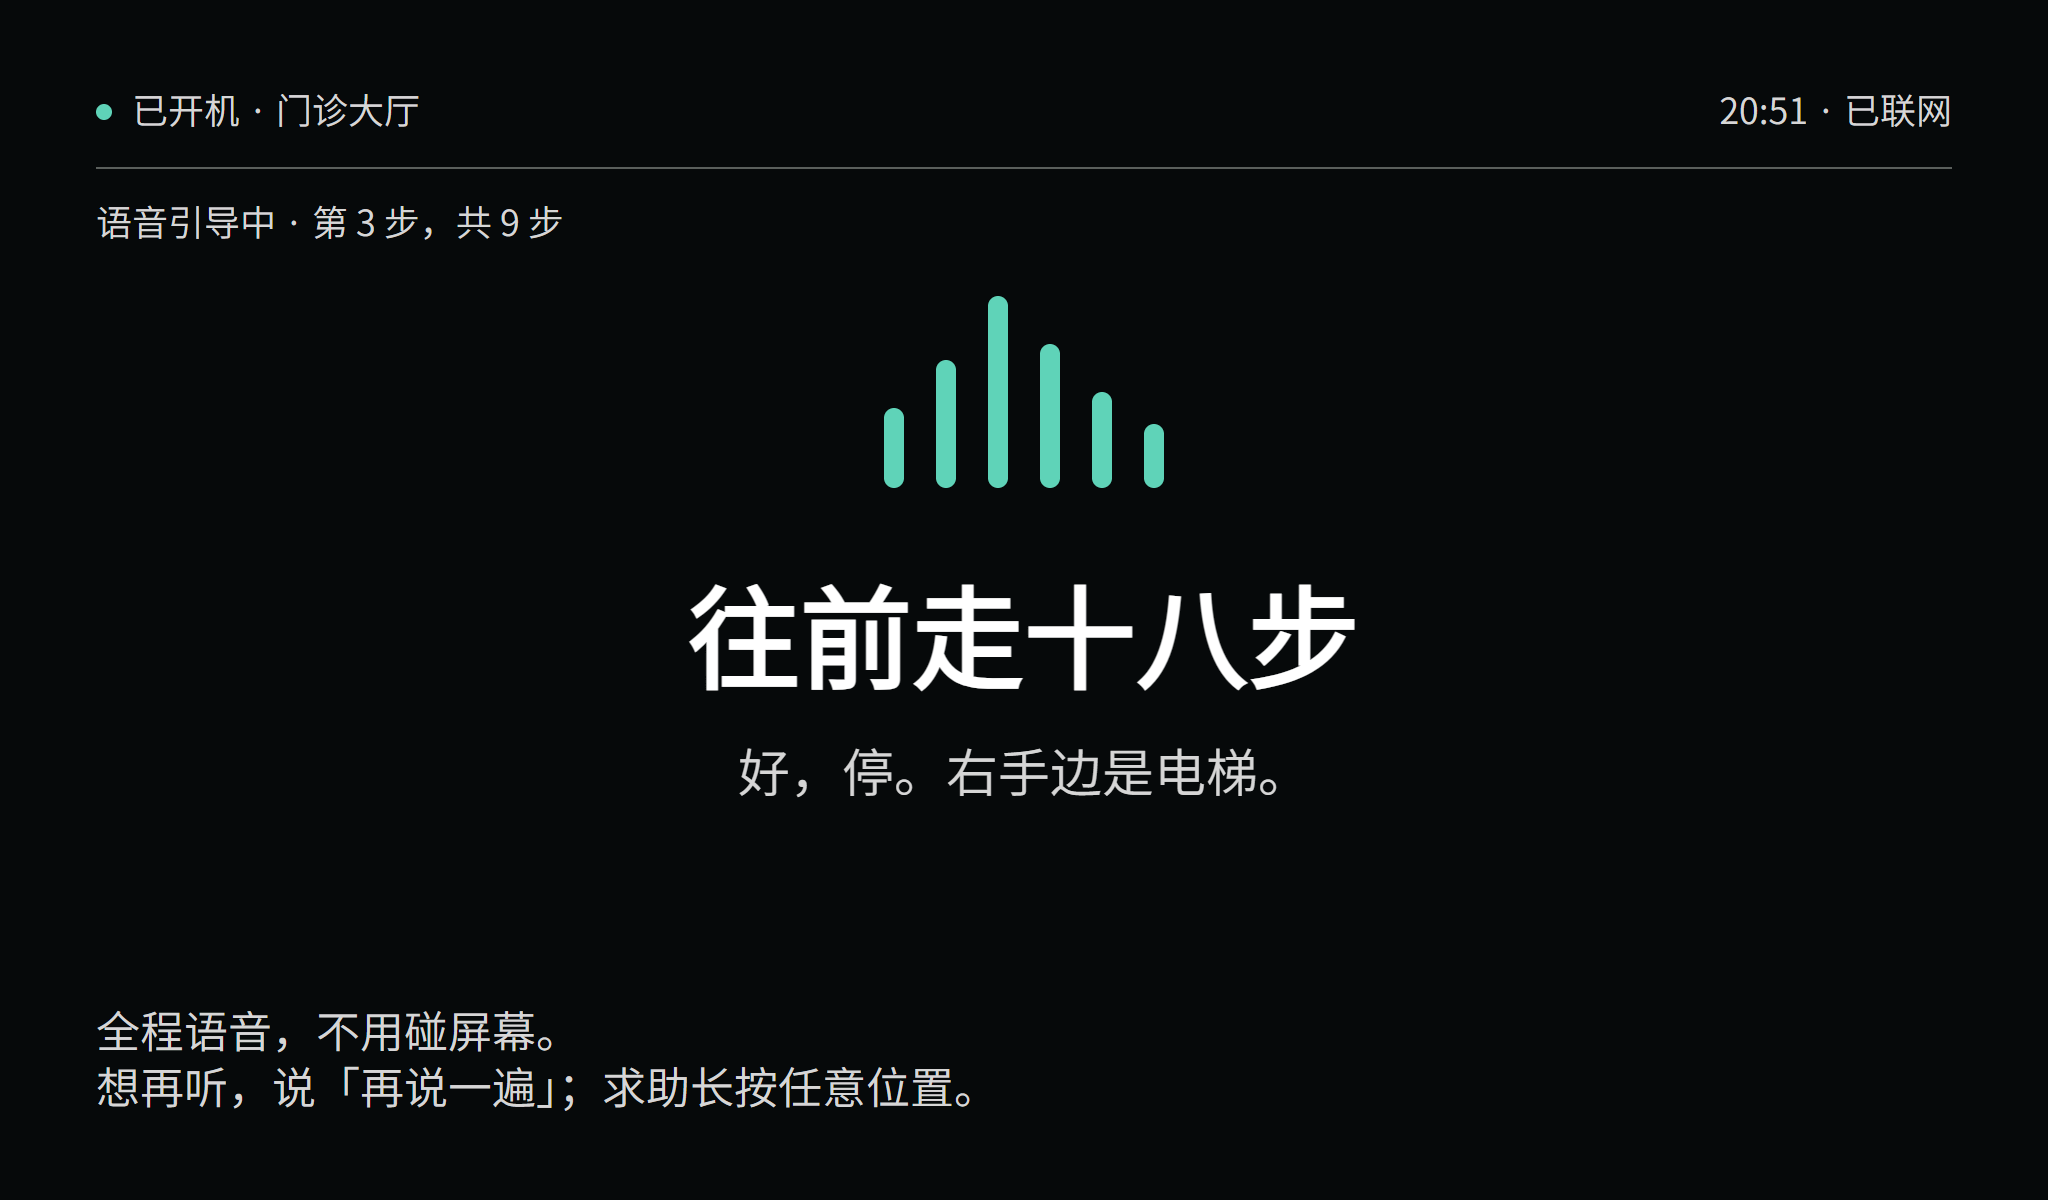 已开机 · 门诊大厅
20:51 · 已联网
语音引导中 · 第 3 步，共 9 步
往前走十八步
好，停。右手边是电梯。
全程语音，不用碰屏幕。
想再听，说「再说一遍」；求助长按任意位置。